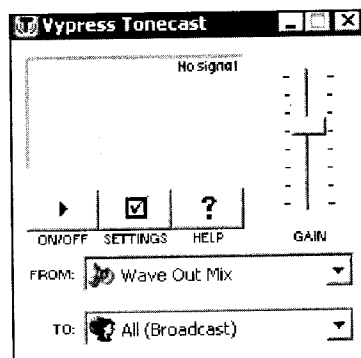 Vypress Tonecast
No signal
ON/OFF SETTINGS HELP GAIN
FROM: Wave Out Mix
TO: All (Broadcast)